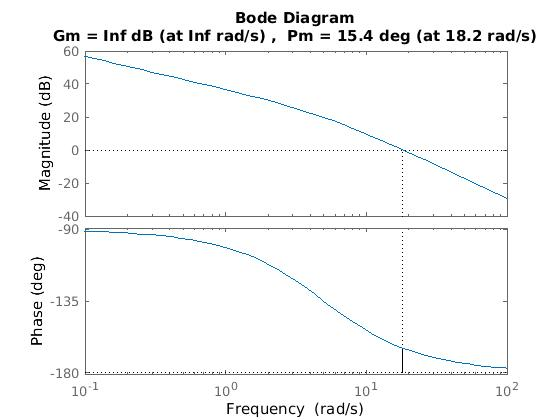 Bode Diagram
Gm = Inf dB (at Inf rad/s) ,  Pm = 15.4 deg (at 18.2 rad/s)
60
40
20
0
-20
-40
Magnitude (dB)
-90
-135
-180
Phase (deg)
10^-1
10^0
10^1
10^2
Frequency  (rad/s)